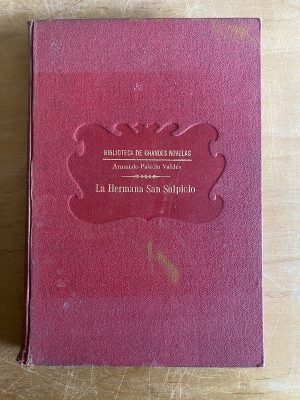 BIBLIOTECA DE GRANDES NOVELAS
Armando Palacio Valdés
La Hermana San Sulpicio